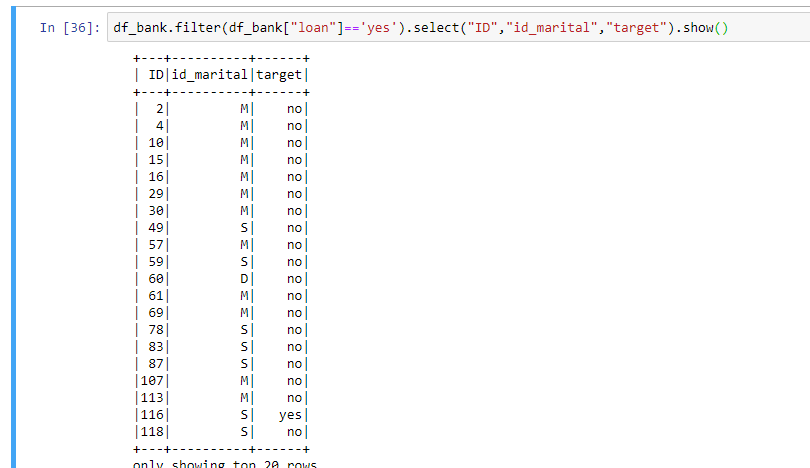 In [36]: df_bank.filter(df_bank["loan"]=='yes').select("ID","id_marital","target").show()
+---+----------+------+
| ID|id_marital|target|
+---+----------+------+
|  2|         M|    no|
|  4|         M|    no|
| 10|         M|    no|
| 15|         M|    no|
| 16|         M|    no|
| 29|         M|    no|
| 30|         M|    no|
| 49|         S|    no|
| 57|         M|    no|
| 59|         S|    no|
| 60|         D|    no|
| 61|         M|    no|
| 69|         M|    no|
| 78|         S|    no|
| 83|         S|    no|
| 87|         S|    no|
|107|         M|    no|
|113|         M|    no|
|116|         S|   yes|
|118|         S|    no|
+---+----------+------+
only showing top 20 rows